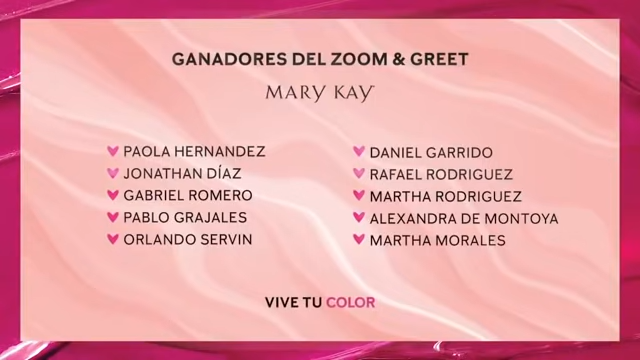 GANADORES DEL ZOOM & GREET
MARY KAY
PAOLA HERNANDEZ
JONATHAN DÍAZ
GABRIEL ROMERO
PABLO GRAJALES
ORLANDO SERVIN
DANIEL GARRIDO
RAFAEL RODRIGUEZ
MARTHA RODRIGUEZ
ALEXANDRA DE MONTOYA
MARTHA MORALES
VIVE TU COLOR